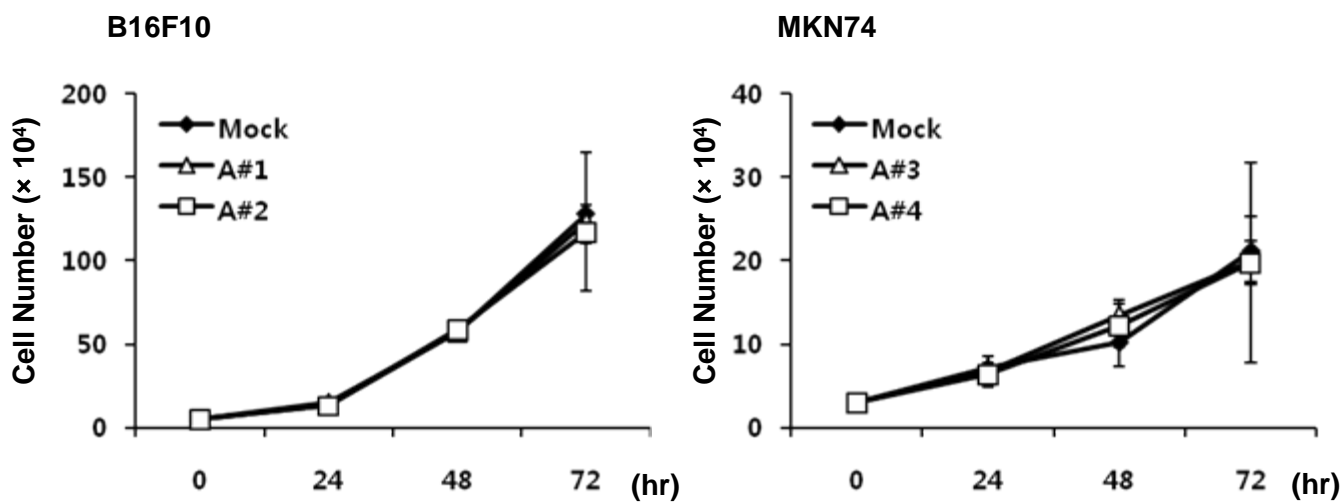 B16F10
MKN74
Cell Number (× 10⁴)
200
150
100
50
0
Mock
A#1
A#2
0 24 48 72 (hr)
Cell Number (× 10⁴)
40
30
20
10
0
Mock
A#3
A#4
0 24 48 72 (hr)